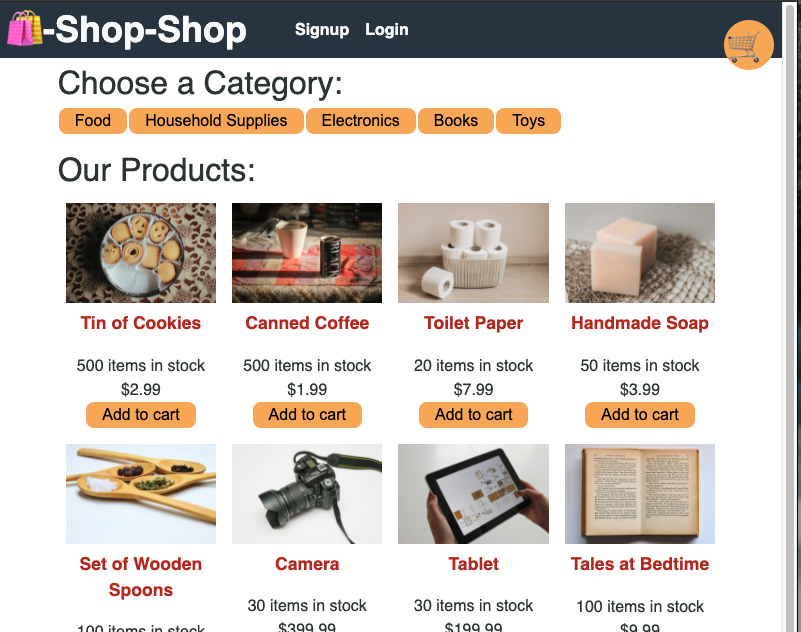 -Shop-Shop
Signup Login
Choose a Category:
Food Household Supplies Electronics Books Toys
Our Products:
Tin of Cookies Canned Coffee Toilet Paper Handmade Soap
500 items in stock 500 items in stock 20 items in stock 50 items in stock
$2.99 $1.99 $7.99 $3.99
Add to cart Add to cart Add to cart Add to cart
Set of Wooden Spoons Camera Tablet Tales at Bedtime
100 items in stock 30 items in stock 30 items in stock 100 items in stock
$399.99 $199.99 $9.99